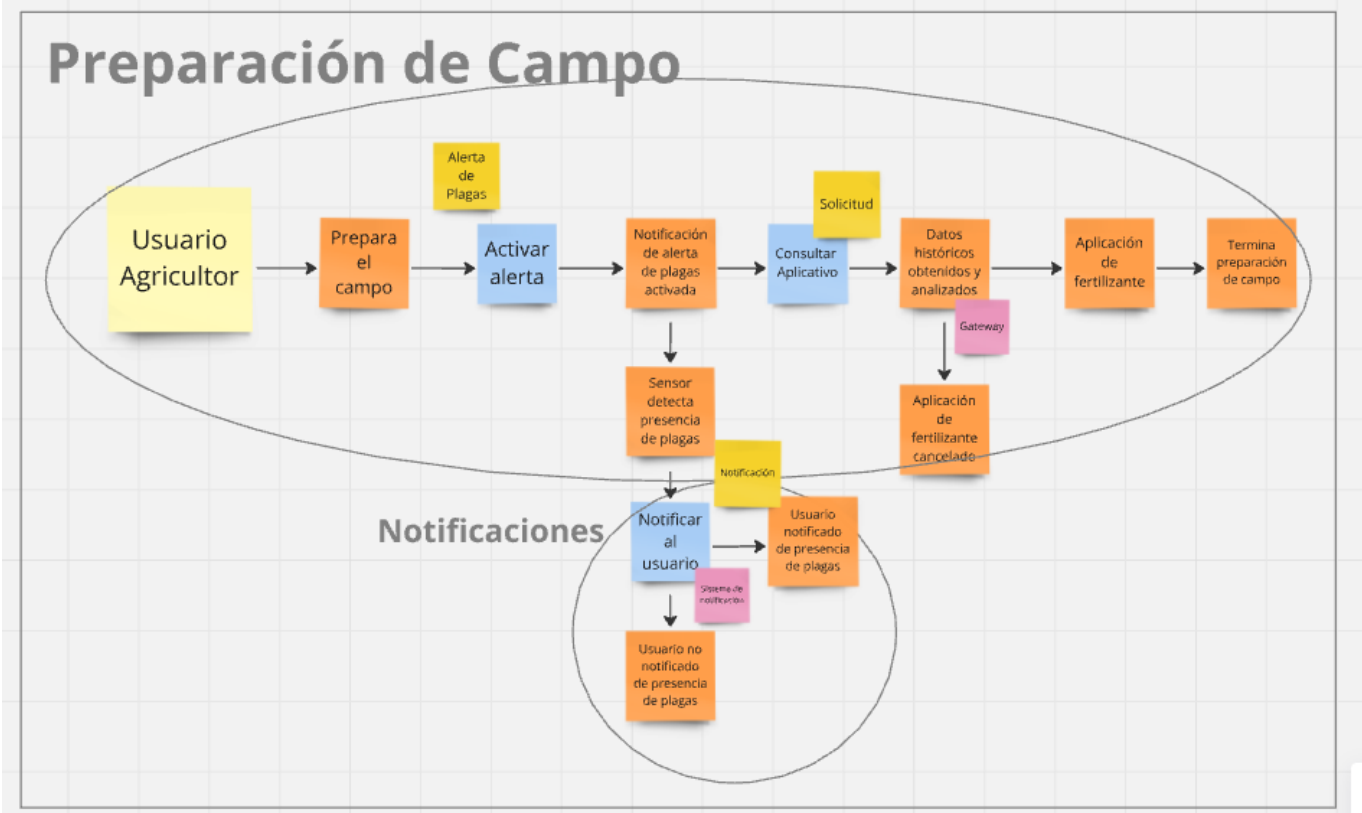 Preparación de Campo
Alerta
de
Plagas
Solicitud
Usuario
Agricultor
Prepara
el
campo
Activar
alerta
Notificación
de alerta
de plagas
activada
Consultar
Aplicativo
Datos
históricos
obtenidos y
analizados
Gateway
Aplicación
de
fertilizante
Termina
preparación
de campo
Sensor
detecta
presencia
de plagas
Aplicación
de
fertilizante
cancelado
Notificaciones
Notificación
Notificar
al
usuario
Usuario
notificado
de presencia
de plagas
Sistema de
notificación
Usuario no
notificado
de presencia
de plagas